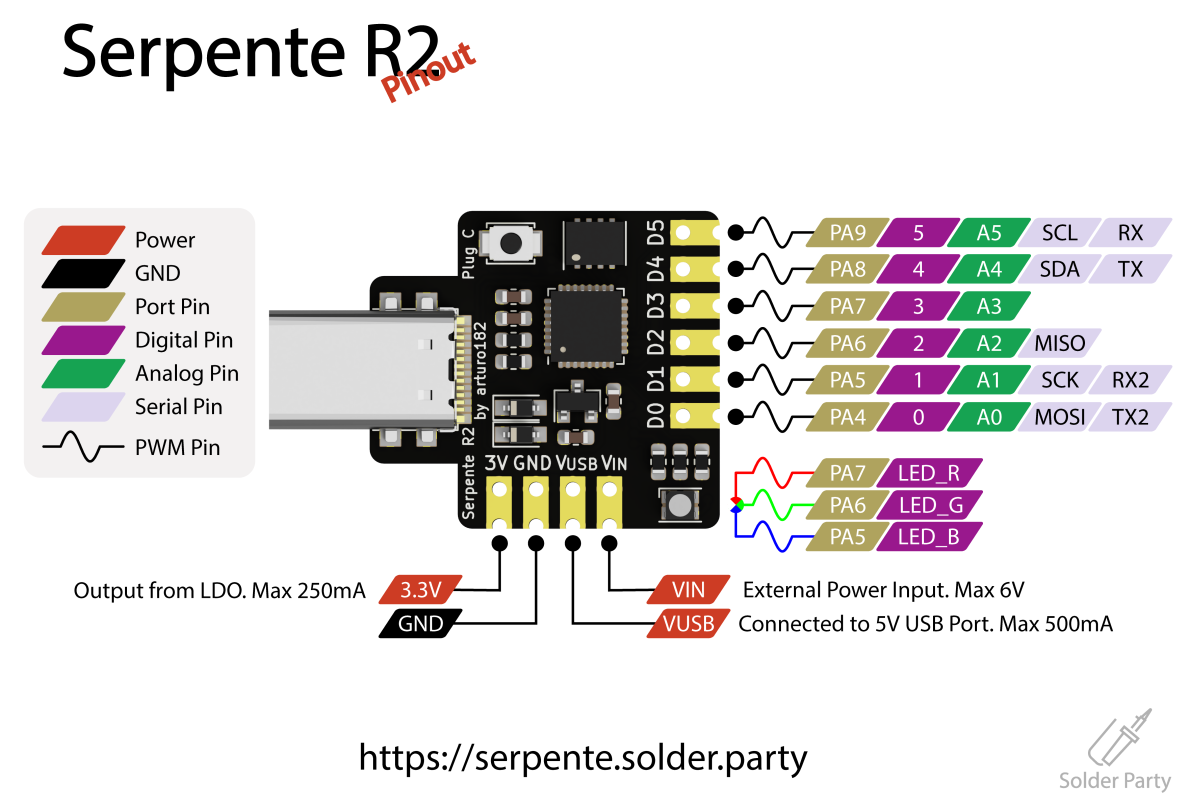 Serpente R2
Pinout
Power
GND
Port Pin
Digital Pin
Analog Pin
Serial Pin
PWM Pin
Plug C
by arturo182
Serpente R2
D5
D4
D3
D2
D1
D0
3V GND VUSB VIN
PA9 5 A5 SCL RX
PA8 4 A4 SDA TX
PA7 3 A3
PA6 2 A2 MISO
PA5 1 A1 SCK RX2
PA4 0 A0 MOSI TX2
PA7 LED_R
PA6 LED_G
PA5 LED_B
Output from LDO. Max 250mA 3.3V
GND
VIN External Power Input. Max 6V
VUSB Connected to 5V USB Port. Max 500mA
https://serpente.solder.party
Solder Party